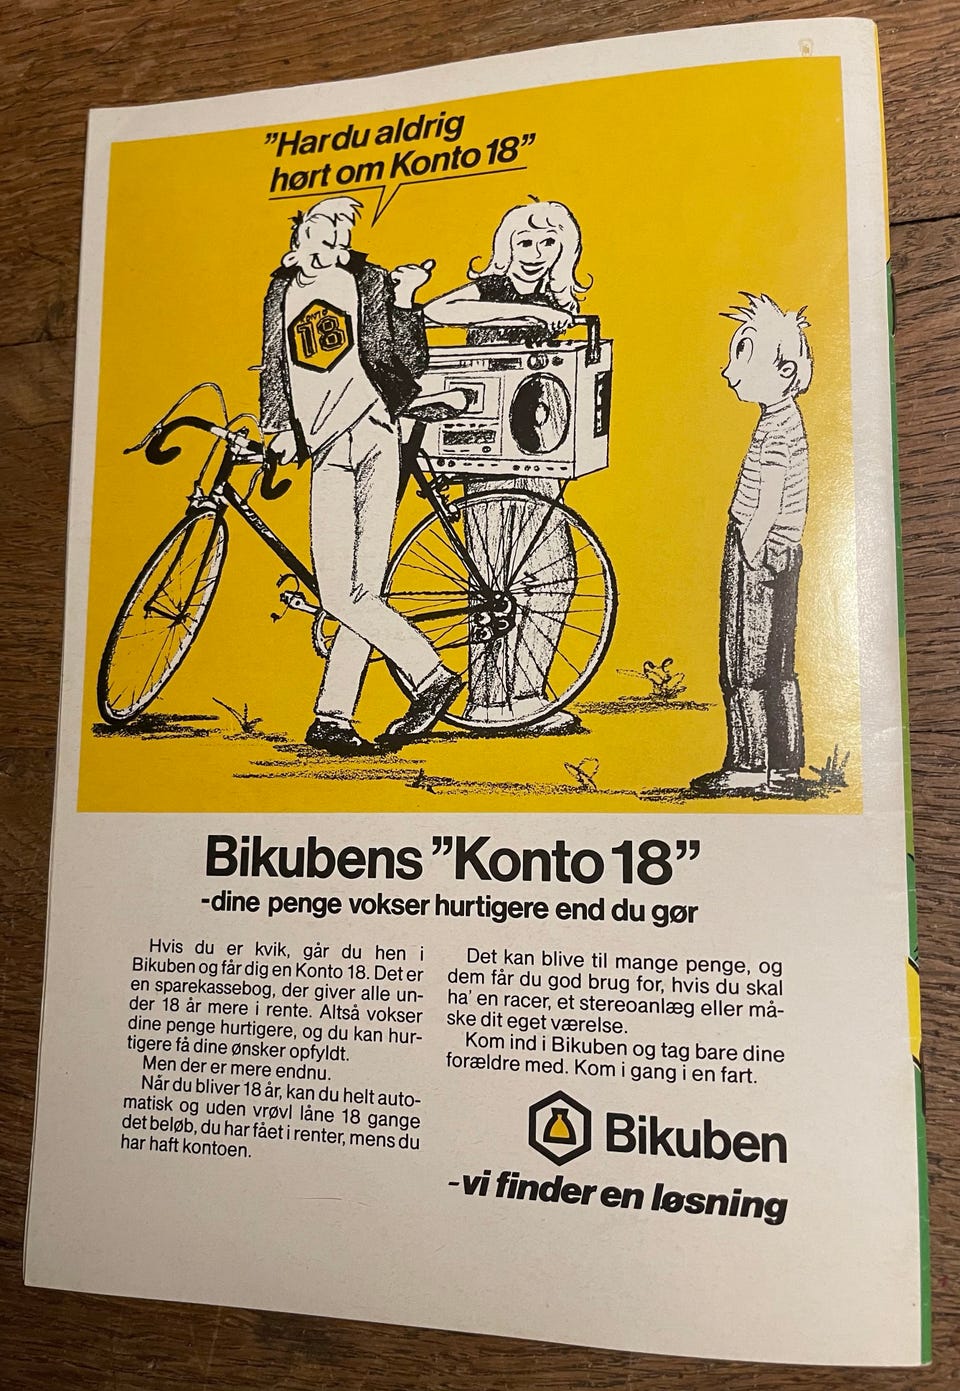 ”Har du aldrig
hørt om Konto 18”
KONTO
18
Bikubens ”Konto 18”
-dine penge vokser hurtigere end du gør
Hvis du er kvik, går du hen i
Bikuben og får dig en Konto 18. Det er
en sparekassebog, der giver alle un-
der 18 år mere i rente. Altså vokser
dine penge hurtigere, og du kan hur-
tigere få dine ønsker opfyldt.
Men der er mere endnu.
Når du bliver 18 år, kan du helt auto-
matisk og uden vrøvl låne 18 gange
det beløb, du har fået i renter, mens du
har haft kontoen.
Det kan blive til mange penge, og
dem får du god brug for, hvis du skal
ha’ en racer, et stereoanlæg eller må-
ske dit eget værelse.
Kom ind i Bikuben og tag bare dine
forældre med. Kom i gang i en fart.
Bikuben
-vi finder en løsning